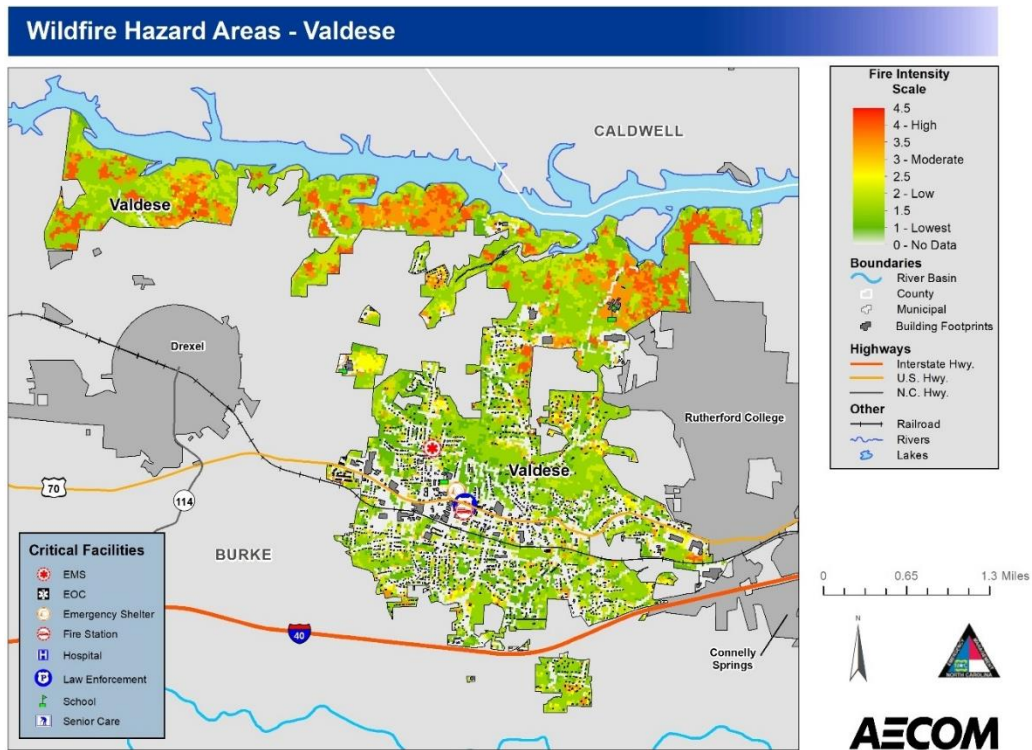 Wildfire Hazard Areas - Valdese
CALDWELL
Valdese
Drexel
Rutherford College
Valdese
70
114
BURKE
40
Connelly
Springs
Critical Facilities
EMS
EOC
Emergency Shelter
Fire Station
H Hospital
P Law Enforcement
School
Senior Care
Fire Intensity
Scale
4.5
4 - High
3.5
3 - Moderate
2.5
2 - Low
1.5
1 - Lowest
0 - No Data
Boundaries
River Basin
County
Municipal
Building Footprints
Highways
Interstate Hwy.
U.S. Hwy.
N.C. Hwy.
Other
Railroad
Rivers
Lakes
0 0.65 1.3 Miles
N
NORTH CAROLINA
AECOM